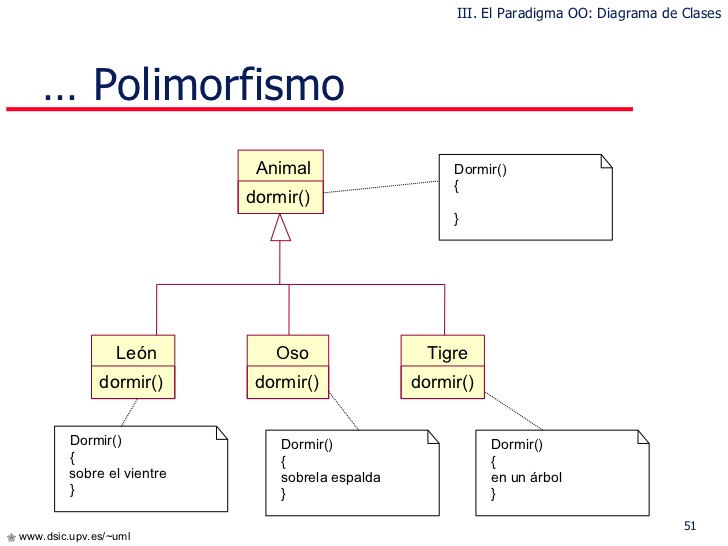 III. El Paradigma OO: Diagrama de Clases
… Polimorfismo
Animal
dormir()
Dormir()
{
}
León
dormir()
Oso
dormir()
Tigre
dormir()
Dormir()
{
sobre el vientre
}
Dormir()
{
sobrela espalda
}
Dormir()
{
en un árbol
}
51
www.dsic.upv.es/~uml